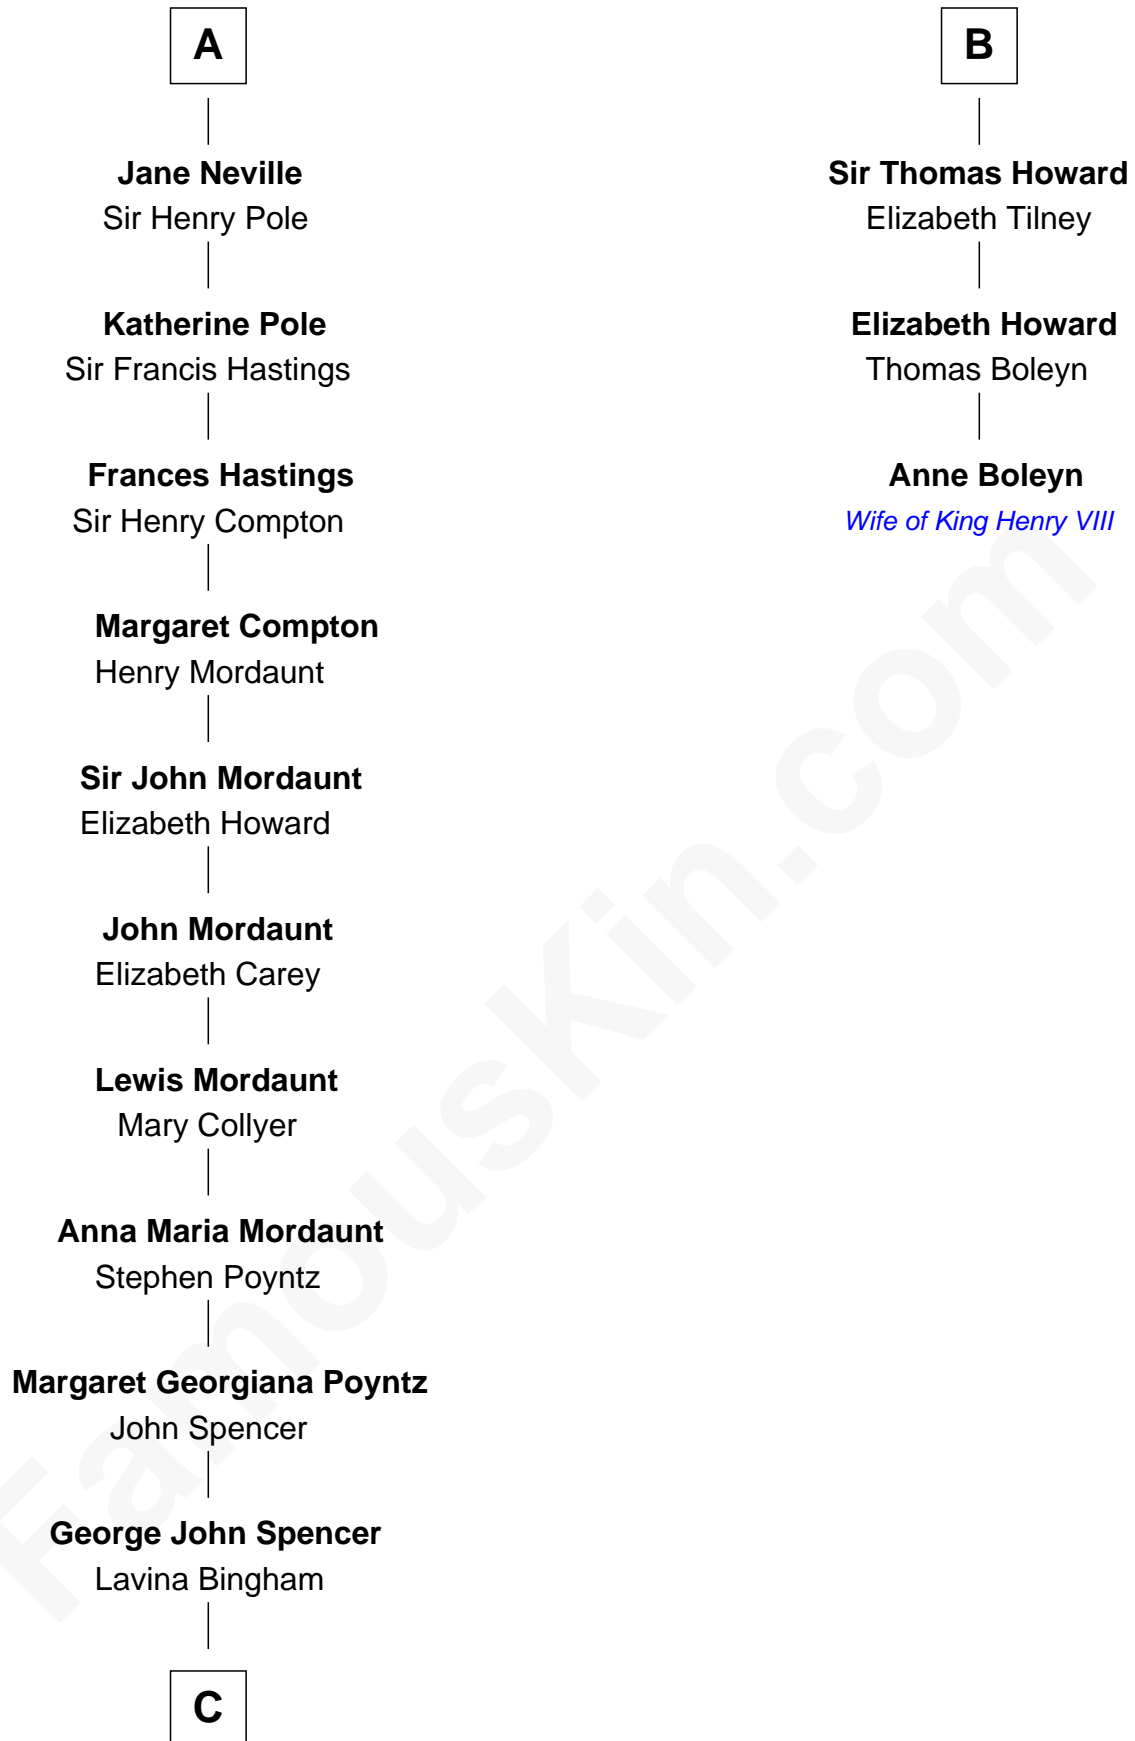 A
Jane Neville
Sir Henry Pole
Katherine Pole
Sir Francis Hastings
Frances Hastings
Sir Henry Compton
Margaret Compton
Henry Mordaunt
Sir John Mordaunt
Elizabeth Howard
John Mordaunt
Elizabeth Carey
Lewis Mordaunt
Mary Collyer
Anna Maria Mordaunt
Stephen Poyntz
Margaret Georgiana Poyntz
John Spencer
George John Spencer
Lavina Bingham
C
B
Sir Thomas Howard
Elizabeth Tilney
Elizabeth Howard
Thomas Boleyn
Anne Boleyn
Wife of King Henry VIII
FamousKin.com